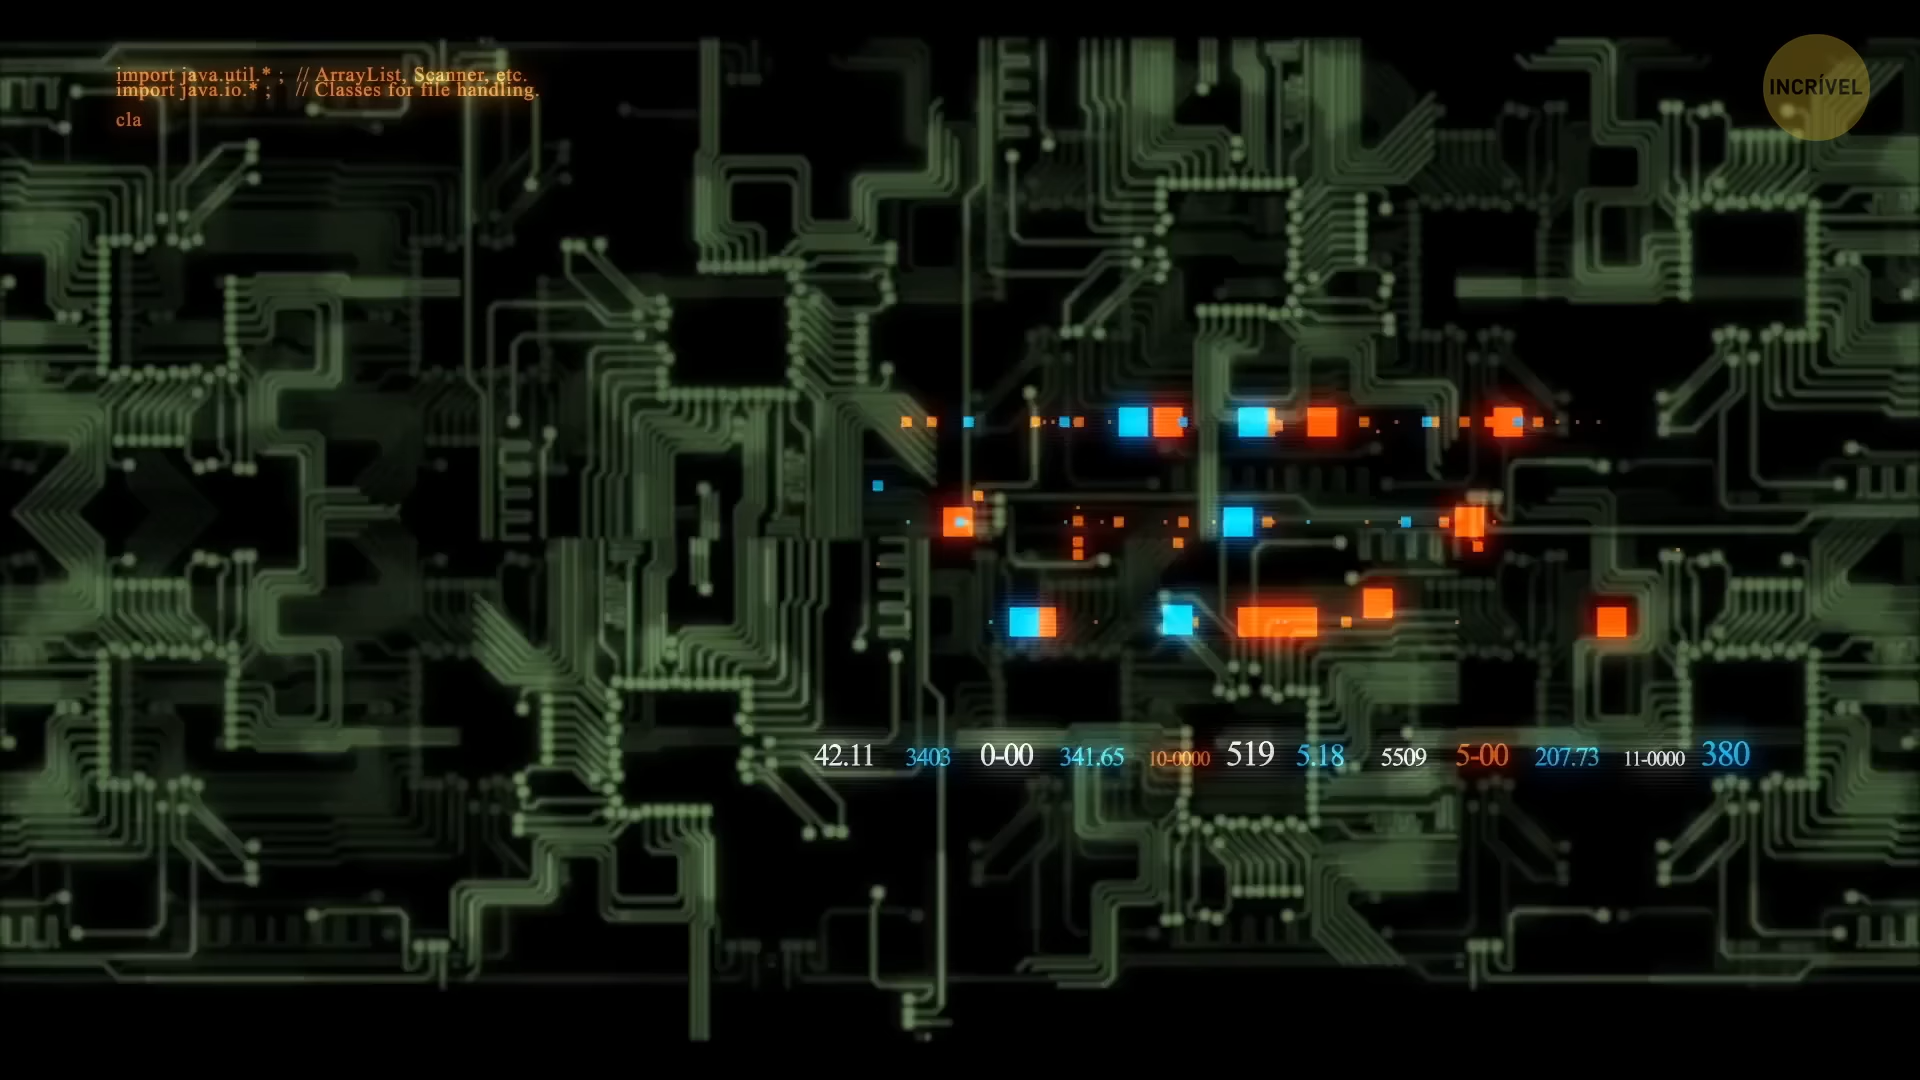 import java.util.* ;  // ArrayList, Scanner, etc.
import java.io.* ;  // Classes for file handling.
cla
INCRÍVEL
42.11 3403 0-00 341.65 10-0000 519 5.18 5509 5-00 207.73 11-0000 380